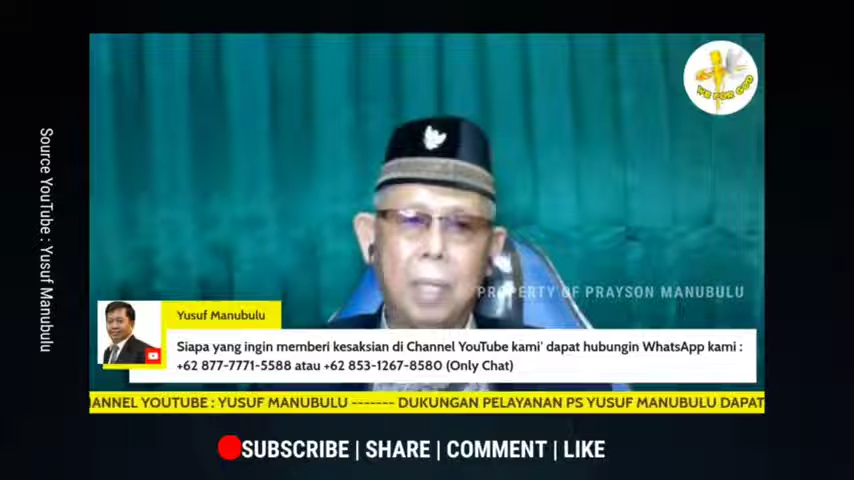 WE FOR GOD
Source YouTube : Yusuf Manubulu
PROPERTY OF PRAYSON MANUBULU
Yusuf Manubulu
Siapa yang ingin memberi kesaksian di Channel YouTube kami' dapat hubungin WhatsApp kami :
+62 877-7771-5588 atau +62 853-1267-8580 (Only Chat)
HANNEL YOUTUBE : YUSUF MANUBULU ------- DUKUNGAN PELAYANAN PS YUSUF MANUBULU DAPAT
SUBSCRIBE | SHARE | COMMENT | LIKE